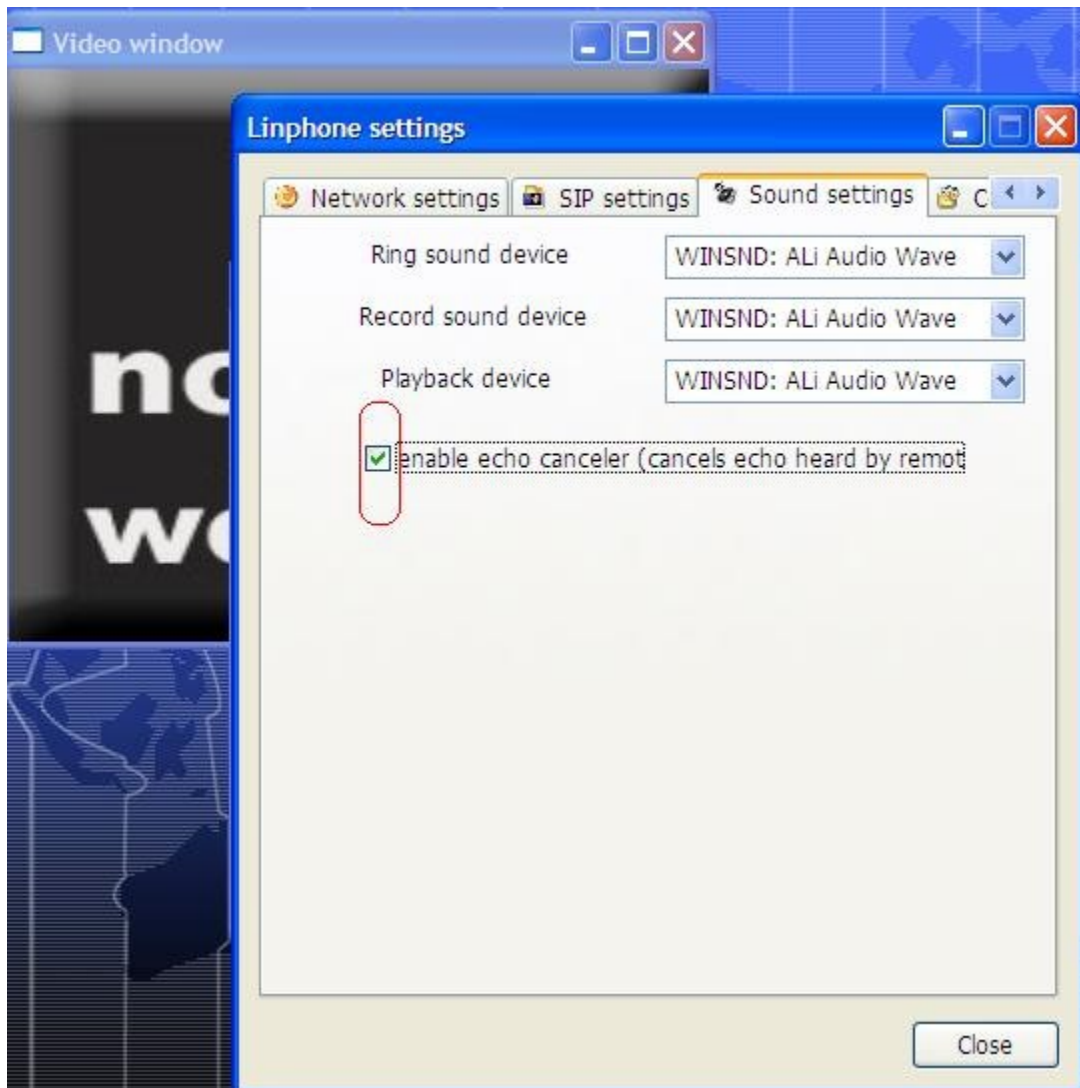 Video window
Linphone settings
Network settings SIP settings Sound settings C
Ring sound device WINSND: ALi Audio Wave
Record sound device WINSND: ALi Audio Wave
Playback device WINSND: ALi Audio Wave
enable echo canceler (cancels echo heard by remot
no
we
Close